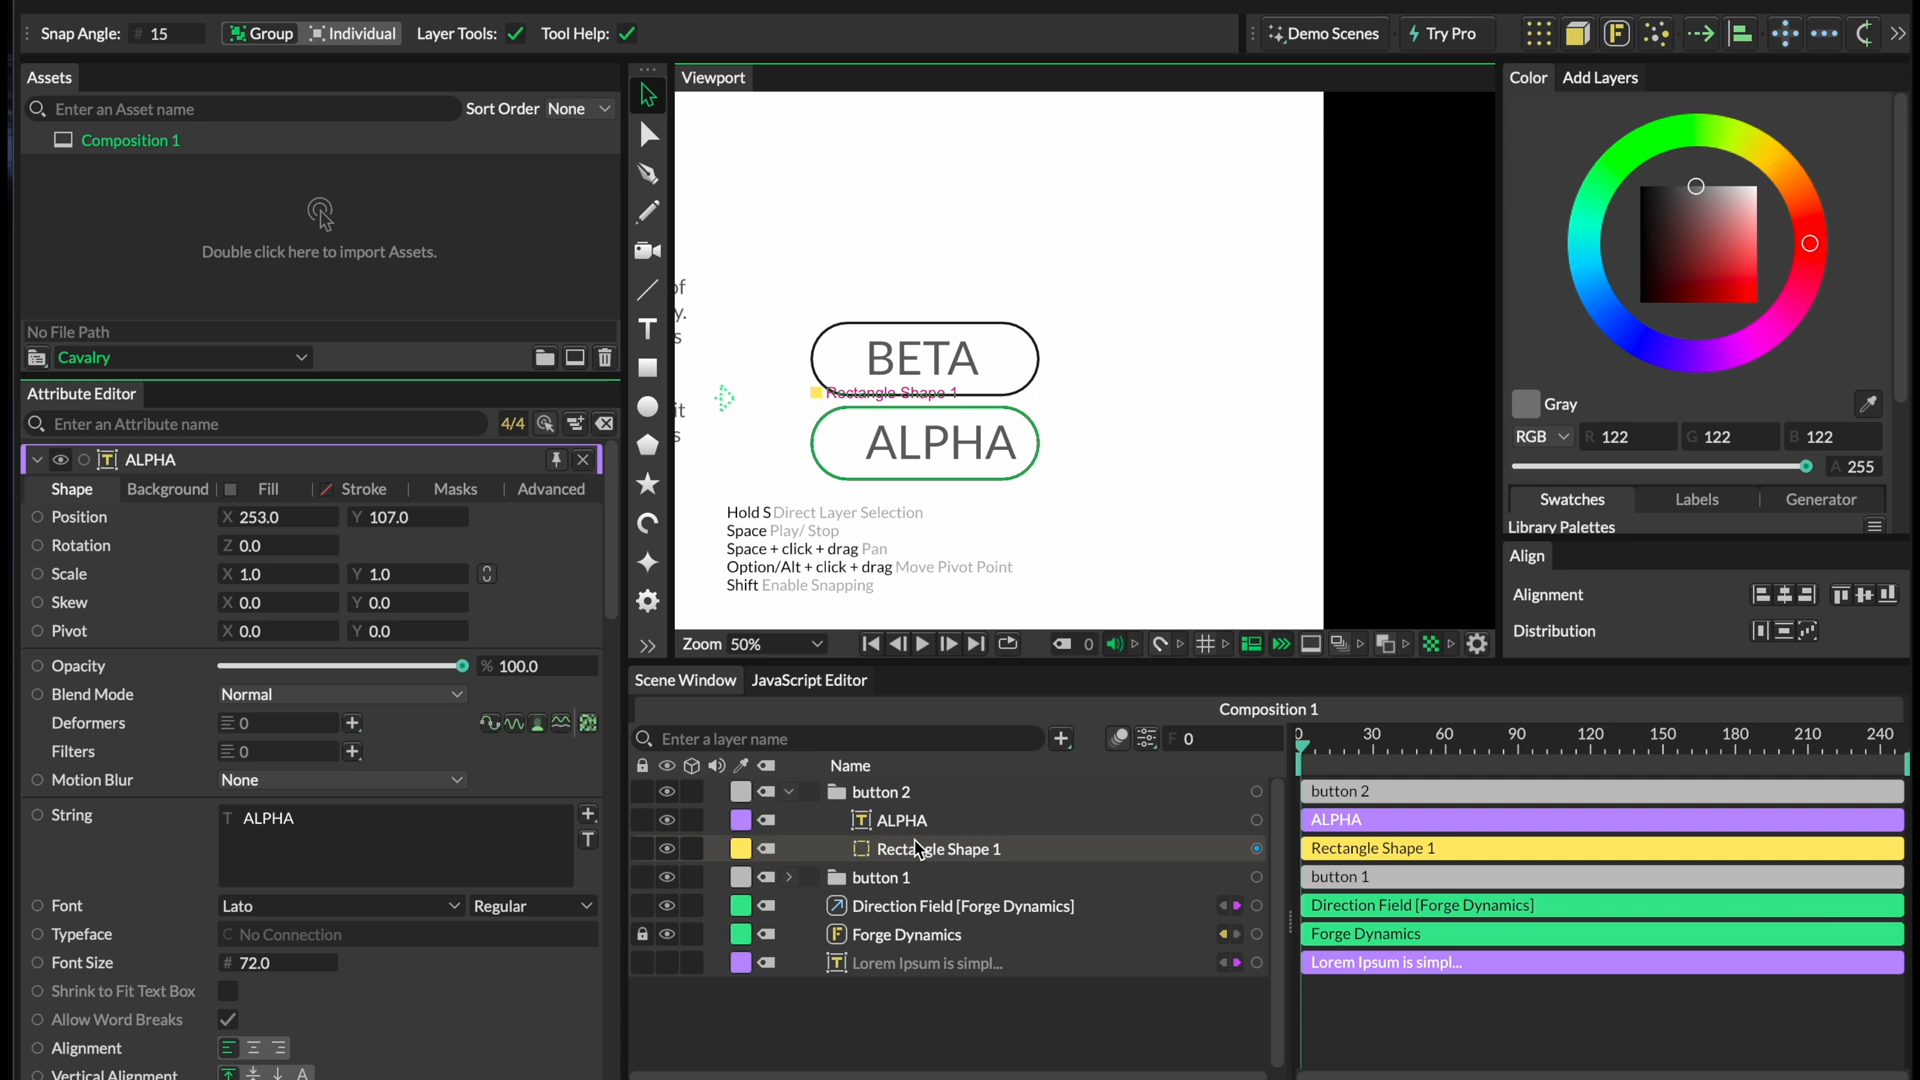 Snap Angle: # 15 Group Individual Layer Tools: Tool Help: Demo Scenes Try Pro
Assets
Enter an Asset name Sort Order None
Composition 1
Double click here to import Assets.
No File Path
Cavalry
Attribute Editor
Enter an Attribute name 4/4
ALPHA
Shape Background Fill Stroke Masks Advanced
Position X 253.0 Y 107.0
Rotation Z 0.0
Scale X 1.0 Y 1.0
Skew X 0.0 Y 0.0
Pivot X 0.0 Y 0.0
Opacity % 100.0
Blend Mode Normal
Deformers 0
Filters 0
Motion Blur None
String T ALPHA
Font Lato Regular
Typeface C No Connection
Font Size # 72.0
Shrink to Fit Text Box
Allow Word Breaks
Alignment
Vertical Alignment
Viewport
of
y.
s
it
s
BETA
Rectangle Shape 1
ALPHA
Hold S Direct Layer Selection
Space Play/ Stop
Space + click + drag Pan
Option/Alt + click + drag Move Pivot Point
Shift Enable Snapping
Zoom 50% 0
Color Add Layers
Gray
RGB R 122 G 122 B 122
A 255
Swatches Labels Generator
Library Palettes
Align
Alignment
Distribution
Scene Window JavaScript Editor
Composition 1
Enter a layer name F 0
0 30 60 90 120 150 180 210 240
Name
button 2 button 2
ALPHA ALPHA
Rectangle Shape 1 Rectangle Shape 1
button 1 button 1
Direction Field [Forge Dynamics] Direction Field [Forge Dynamics]
Forge Dynamics Forge Dynamics
Lorem Ipsum is simpl... Lorem Ipsum is simpl...